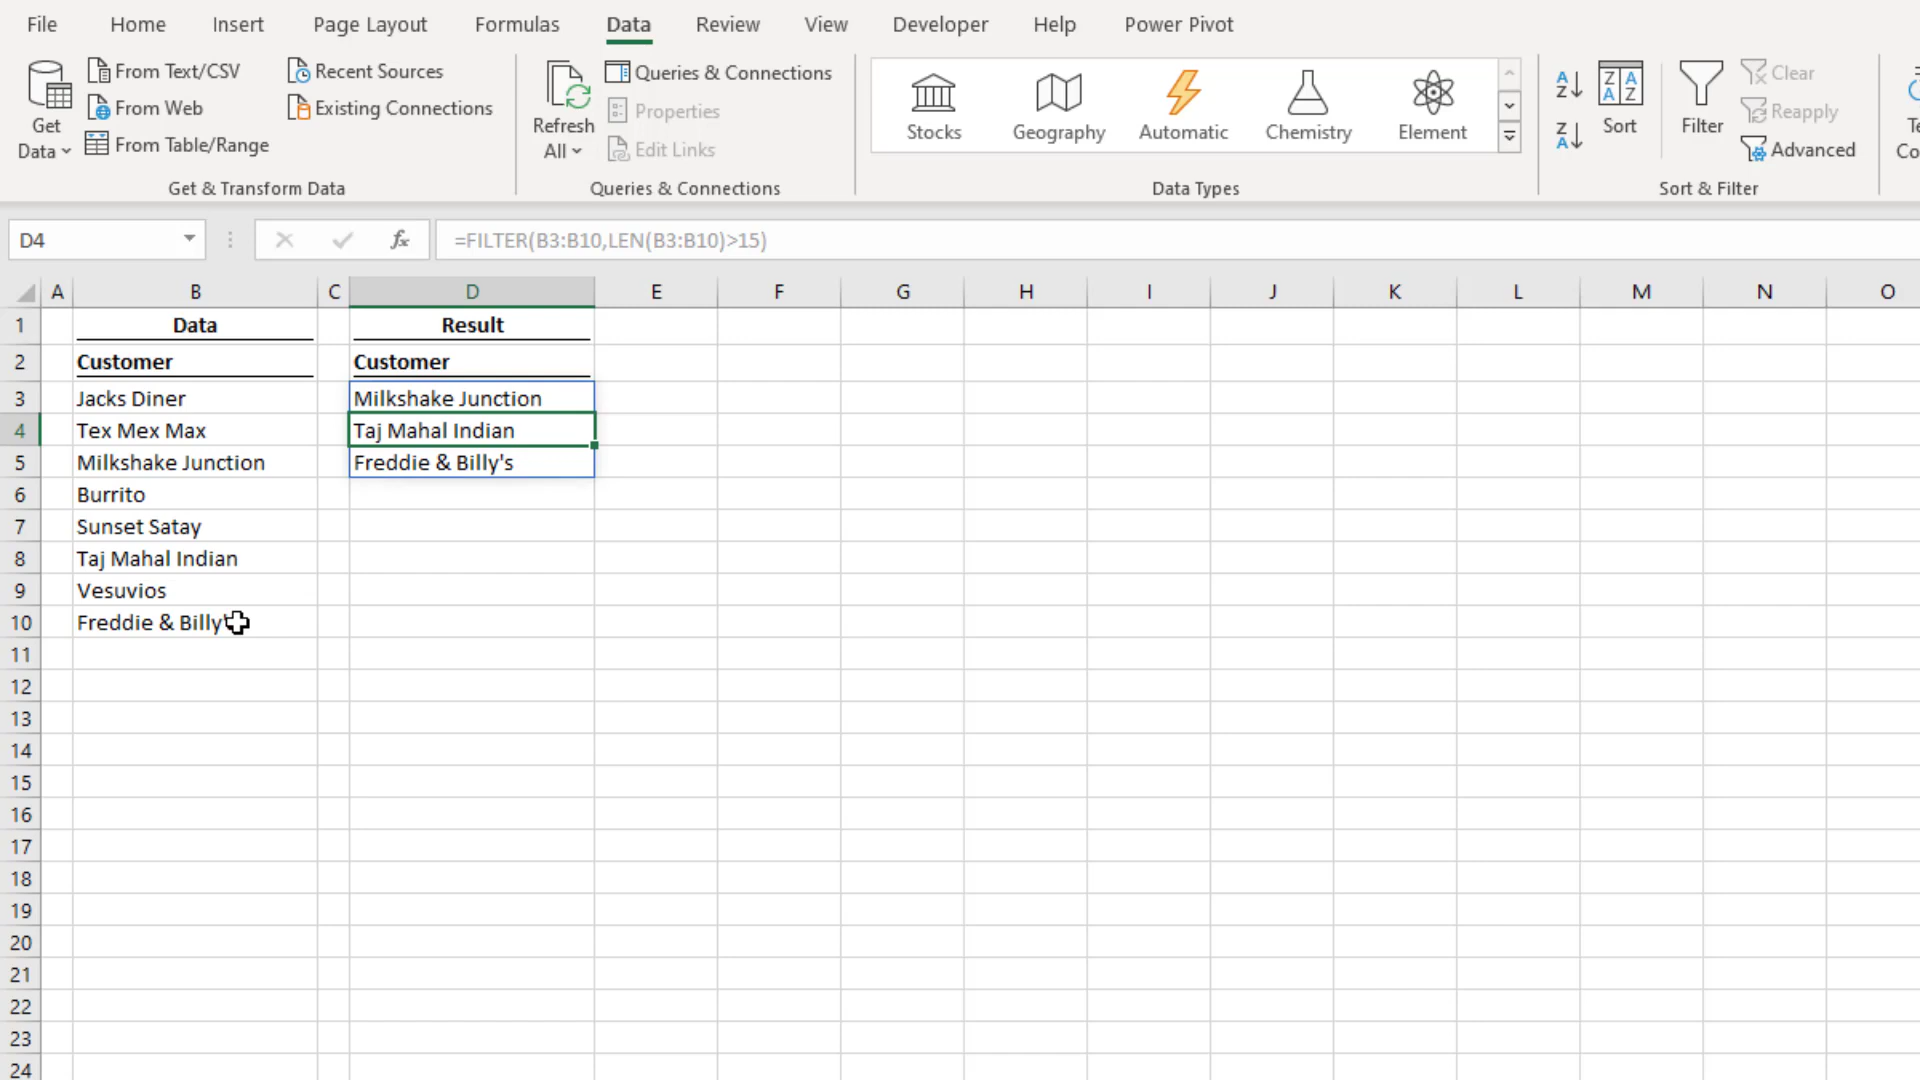 File Home Insert Page Layout Formulas Data Review View Developer Help Power Pivot
From Text/CSV
Recent Sources
Queries & Connections
Clear
From Web
Existing Connections
Properties
Reapply
Get Data
From Table/Range
Refresh All
Edit Links
Stocks Geography Automatic Chemistry Element
Sort
Filter
Advanced
Get & Transform Data
Queries & Connections
Data Types
Sort & Filter
D4 fx =FILTER(B3:B10,LEN(B3:B10)>15)
A B C D E F G H I J K L M N O
1 Data Result
2 Customer Customer
3 Jacks Diner Milkshake Junction
4 Tex Mex Max Taj Mahal Indian
5 Milkshake Junction Freddie & Billy's
6 Burrito
7 Sunset Satay
8 Taj Mahal Indian
9 Vesuvios
10 Freddie & Billy'
11
12
13
14
15
16
17
18
19
20
21
22
23
24